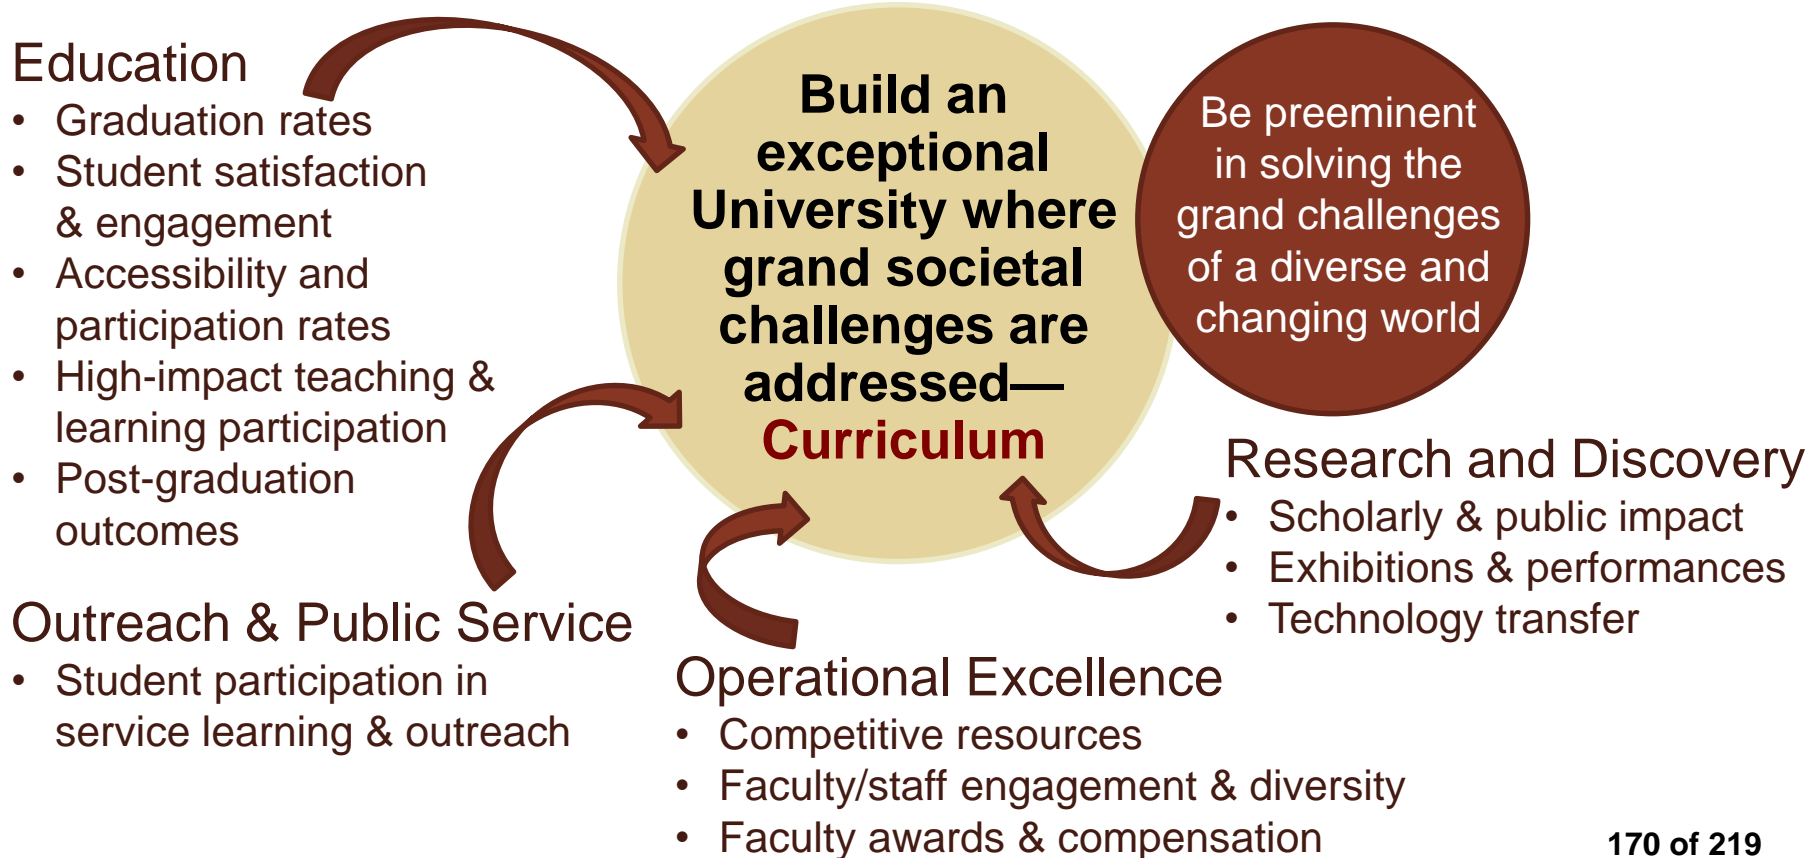 Education
• Graduation rates
• Student satisfaction
& engagement
• Accessibility and
participation rates
• High-impact teaching &
learning participation
• Post-graduation
outcomes
Outreach & Public Service
• Student participation in
service learning & outreach
Build an
exceptional
University where
grand societal
challenges are
addressed—
Curriculum
Be preeminent
in solving the
grand challenges
of a diverse and
changing world
Research and Discovery
• Scholarly & public impact
• Exhibitions & performances
• Technology transfer
Operational Excellence
• Competitive resources
• Faculty/staff engagement & diversity
• Faculty awards & compensation
170 of 219